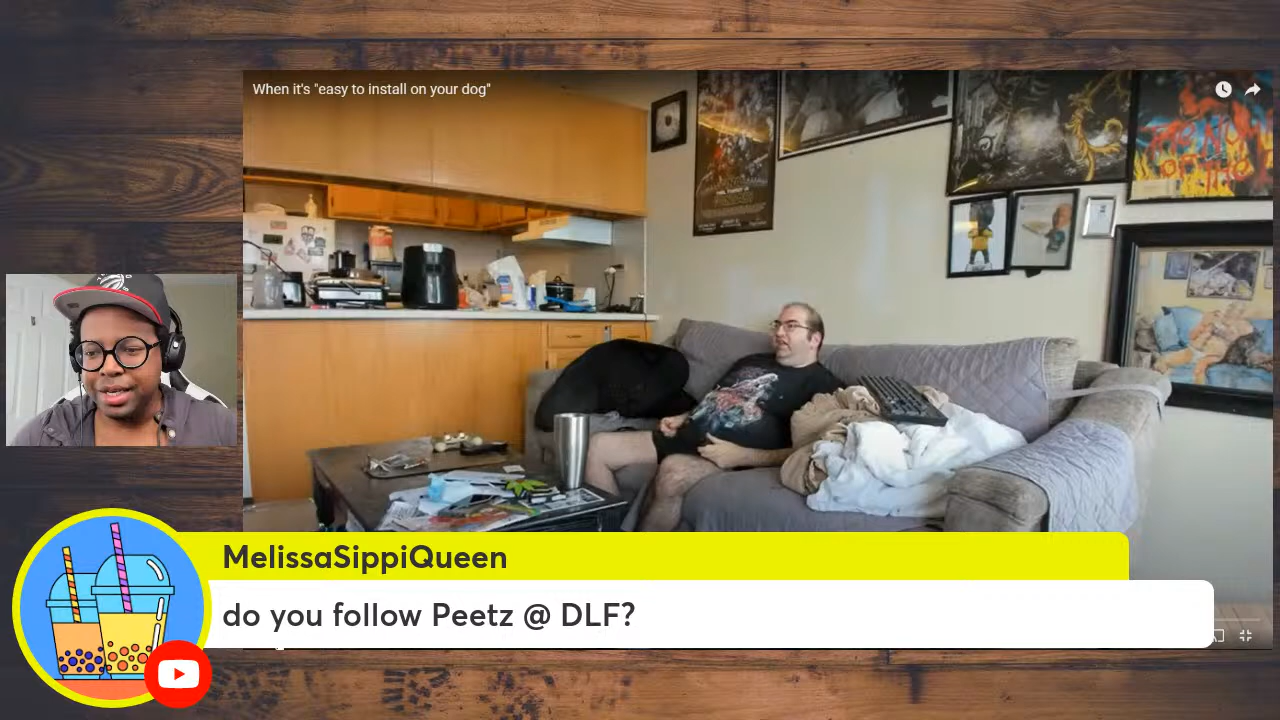 When it's "easy to install on your dog"
MelissaSippiQueen
do you follow Peetz @ DLF?